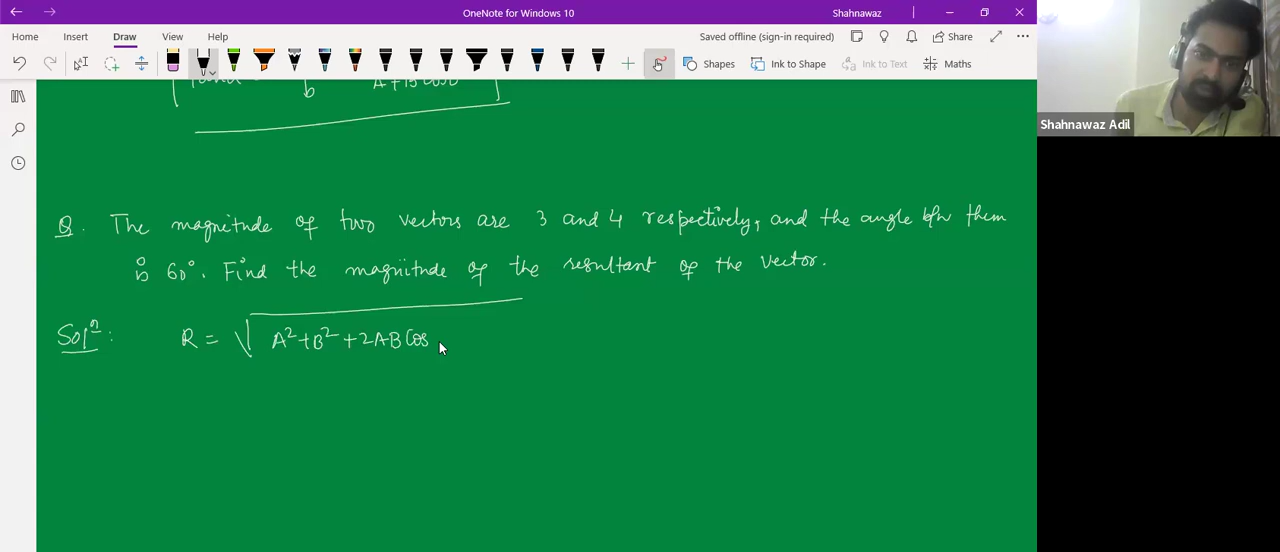 OneNote for Windows 10
Shahnawaz
Home Insert Draw View Help
Saved offline (sign-in required)
Share
Shapes Ink to Shape Ink to Text Maths
b A + B cosθ
Shahnawaz Adil
Q. The magnitude of two vectors are 3 and 4 respectively, and the angle b/w them
is 60°. Find the magnitude of the resultant of the vector.
Solⁿ: R = √A²+B²+2AB Cos